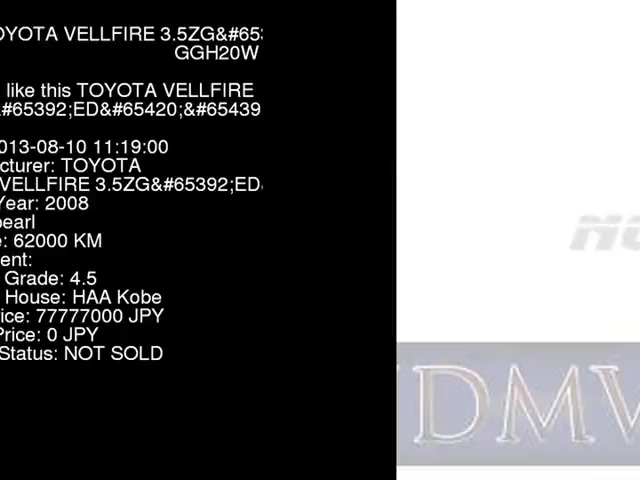 OYOTA VELLFIRE 3.5ZG&#65
GGH20W
like this TOYOTA VELLFIRE
#65392;ED&#65420;&#65439
013-08-10 11:19:00
cturer: TOYOTA
VELLFIRE 3.5ZG&#65392;ED
Year: 2008
pearl
e: 62000 KM
ent:
Grade: 4.5
House: HAA Kobe
ice: 77777000 JPY
Price: 0 JPY
Status: NOT SOLD
DMV